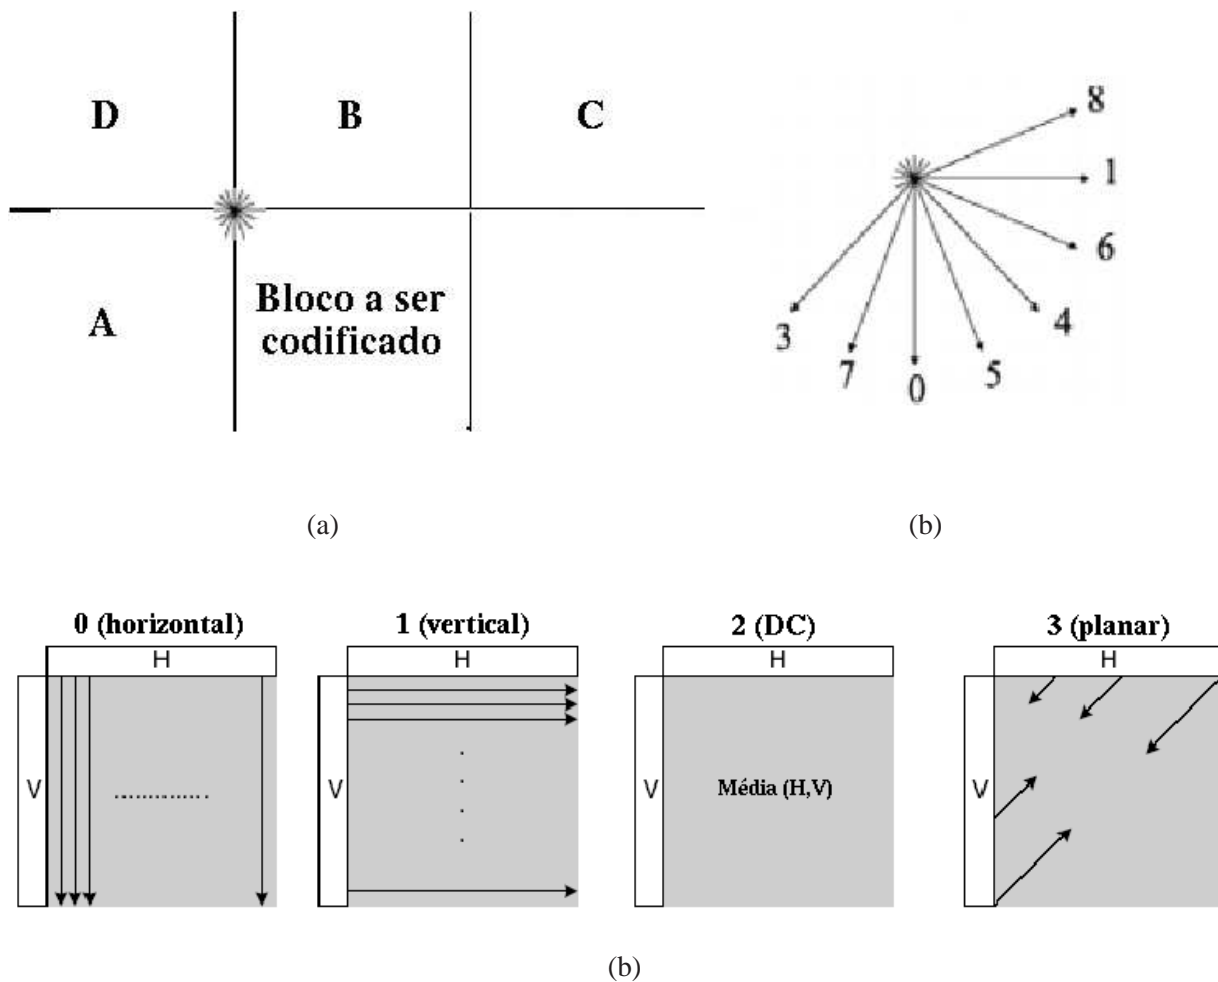 D B C
8
1
6
A
Bloco a ser
codificado
3
7
0
5
4
(a)
(b)
0 (horizontal)
1 (vertical)
2 (DC)
3 (planar)
H
H
H
H
V
V
V
Média (H,V)
V
(b)